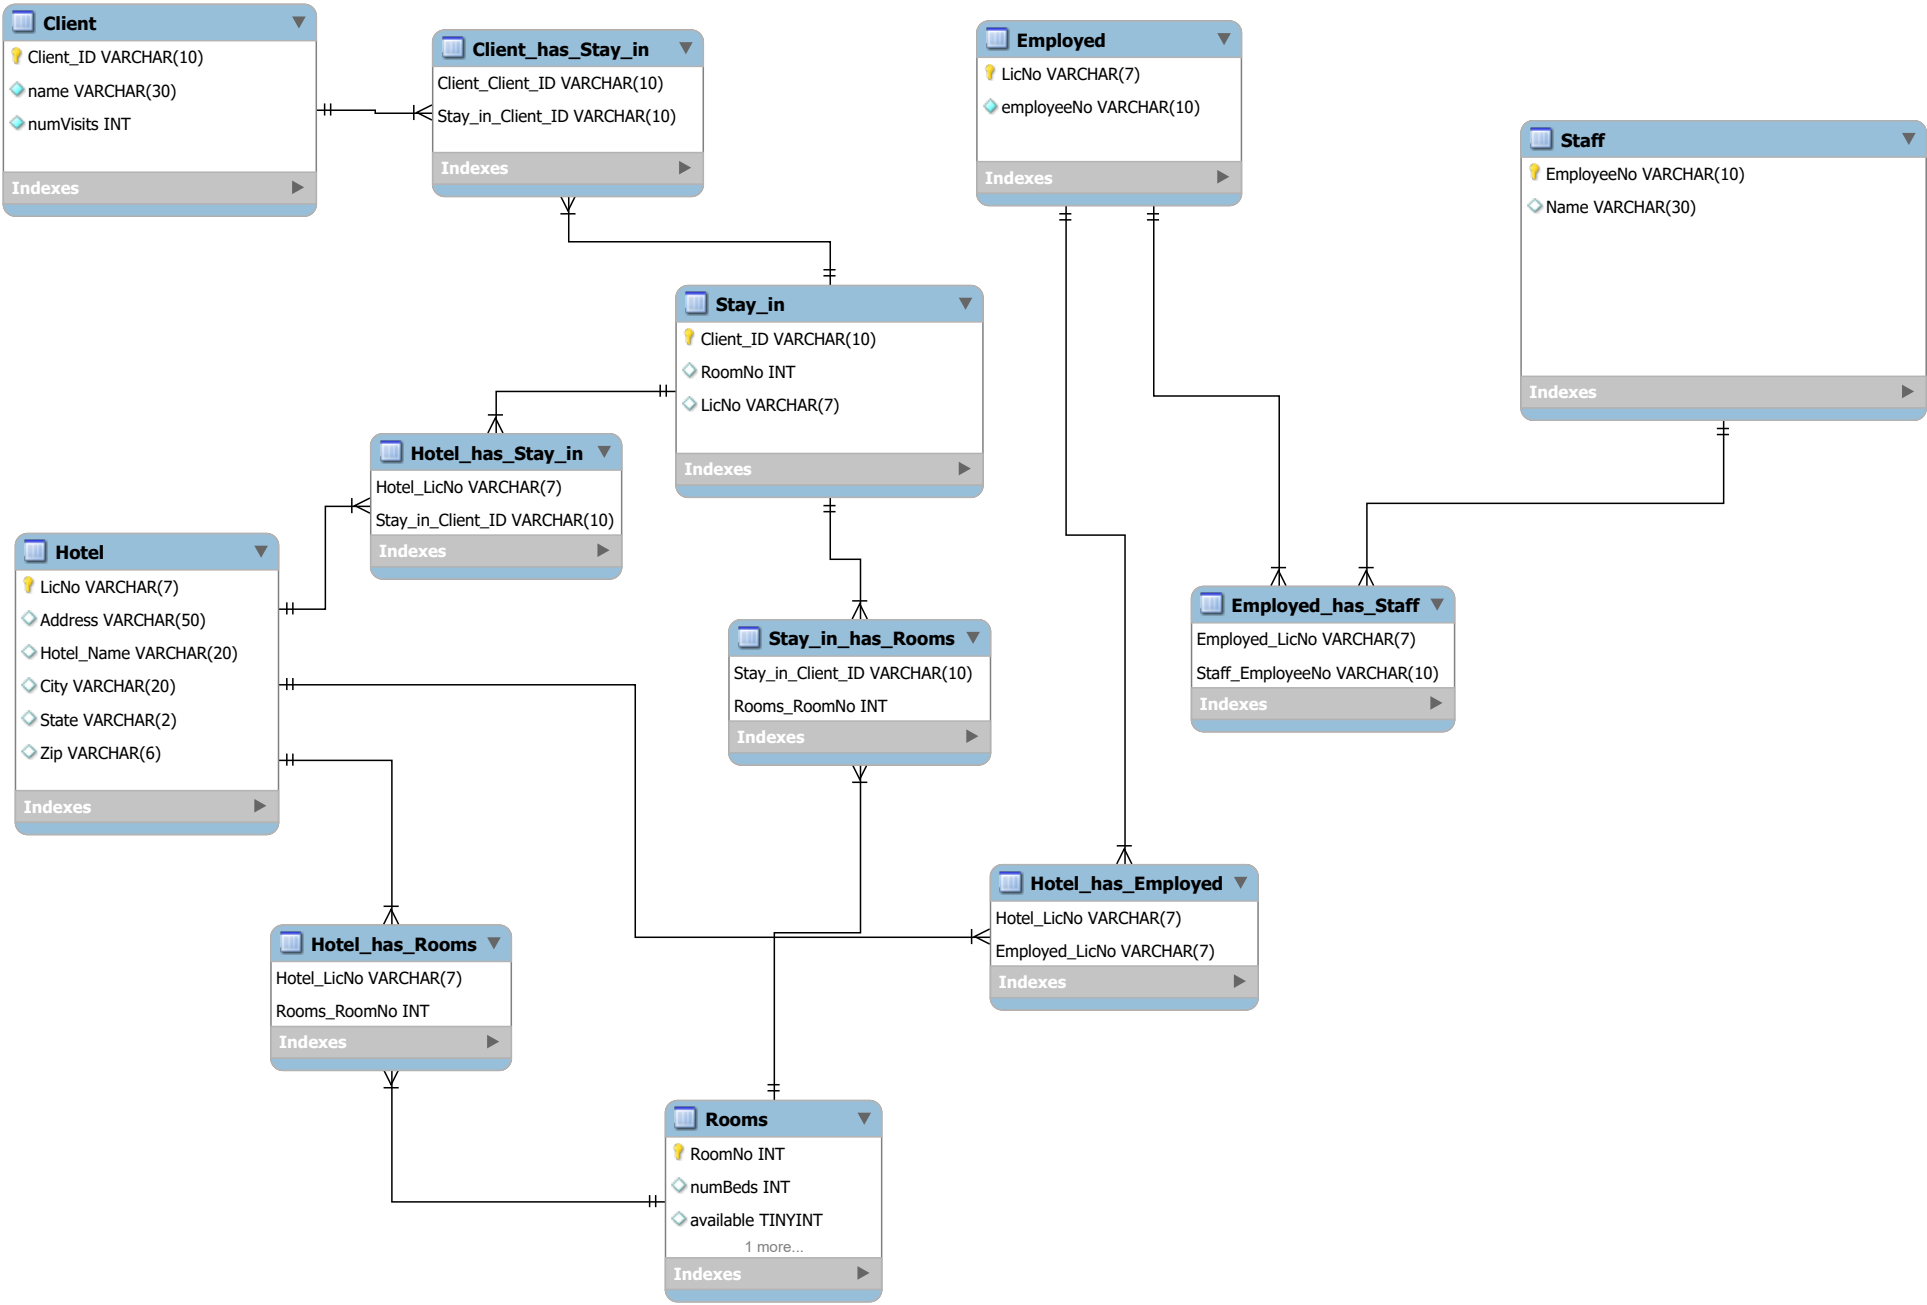 Client
Client_ID VARCHAR(10)
name VARCHAR(30)
numVisits INT
Indexes
Client_has_Stay_in
Client_Client_ID VARCHAR(10)
Stay_in_Client_ID VARCHAR(10)
Indexes
Employed
LicNo VARCHAR(7)
employeeNo VARCHAR(10)
Indexes
Staff
EmployeeNo VARCHAR(10)
Name VARCHAR(30)
Indexes
Stay_in
Client_ID VARCHAR(10)
RoomNo INT
LicNo VARCHAR(7)
Indexes
Hotel_has_Stay_in
Hotel_LicNo VARCHAR(7)
Stay_in_Client_ID VARCHAR(10)
Indexes
Hotel
LicNo VARCHAR(7)
Address VARCHAR(50)
Hotel_Name VARCHAR(20)
City VARCHAR(20)
State VARCHAR(2)
Zip VARCHAR(6)
Indexes
Stay_in_has_Rooms
Stay_in_Client_ID VARCHAR(10)
Rooms_RoomNo INT
Indexes
Employed_has_Staff
Employed_LicNo VARCHAR(7)
Staff_EmployeeNo VARCHAR(10)
Indexes
Hotel_has_Employed
Hotel_LicNo VARCHAR(7)
Employed_LicNo VARCHAR(7)
Indexes
Hotel_has_Rooms
Hotel_LicNo VARCHAR(7)
Rooms_RoomNo INT
Indexes
Rooms
RoomNo INT
numBeds INT
available TINYINT
1 more...
Indexes